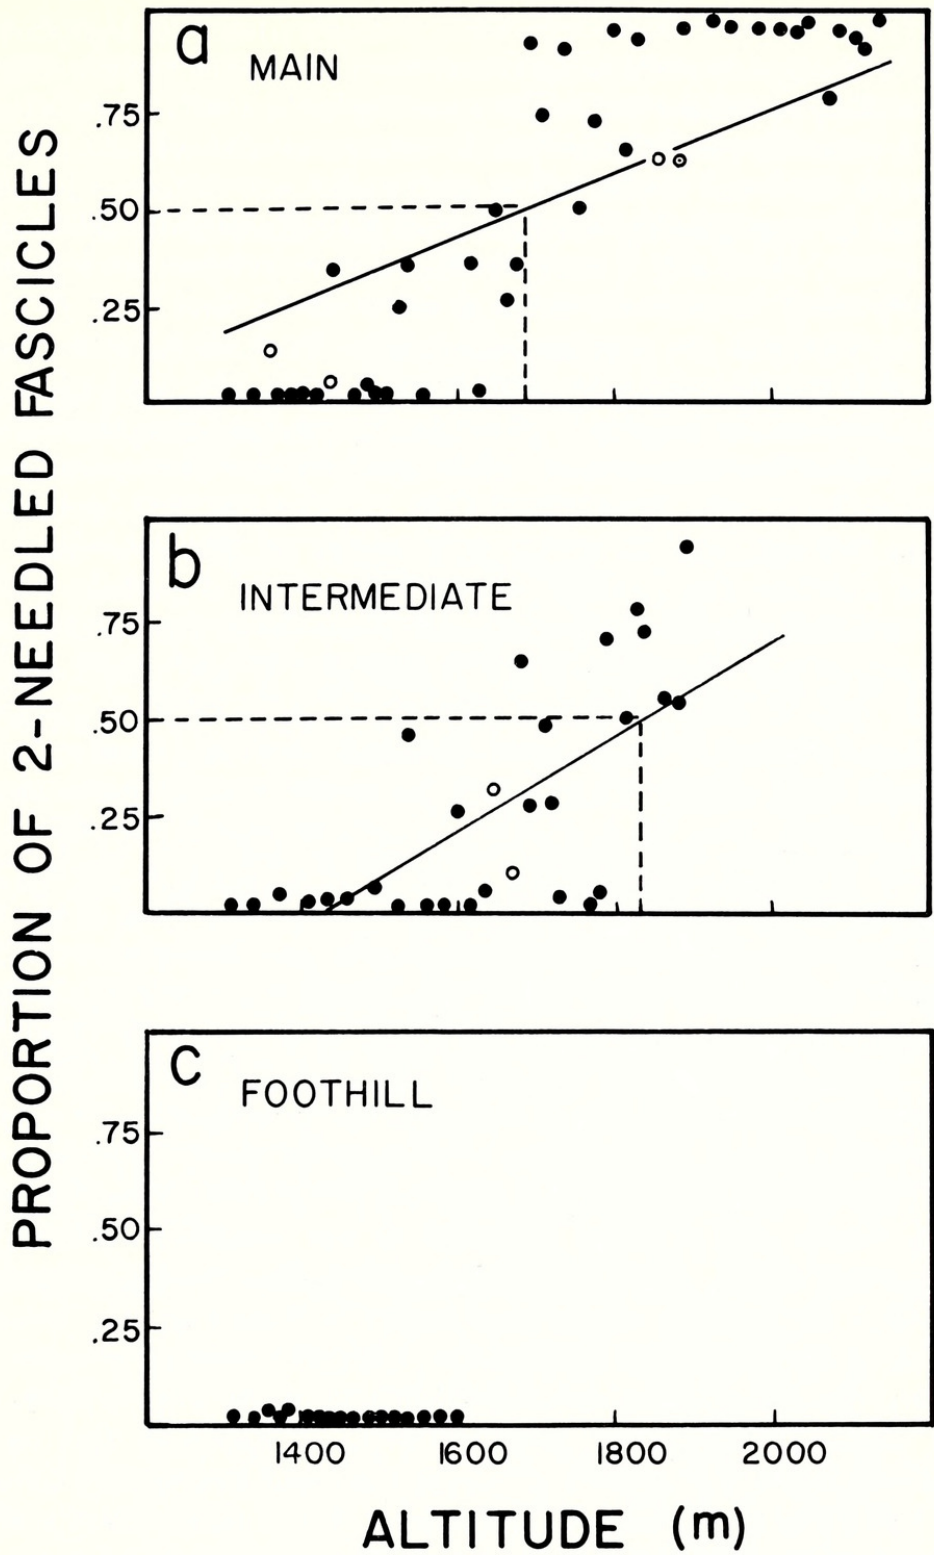 PROPORTION OF 2-NEEDLED FASCICLES
a
MAIN
.75
.50
.25
b
INTERMEDIATE
.75
.50
.25
c
FOOTHILL
.75
.50
.25
1400 1600 1800 2000
ALTITUDE (m)